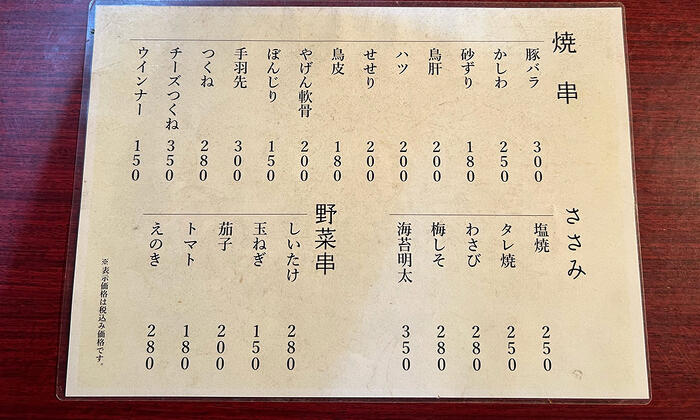 焼串
豚バラ 300
かしわ 250
砂ずり 180
鳥肝 200
ハツ 200
せせり 200
鳥皮 180
やげん軟骨 200
ぼんじり 150
手羽先 300
つくね 280
チーズつくね 350
ウインナー 150
ささみ
塩焼 250
タレ焼 250
わさび 280
梅しそ 280
海苔明太 350
野菜串
しいたけ 280
玉ねぎ 150
茄子 200
トマト 180
えのき 280
※表示価格は税込み価格です。